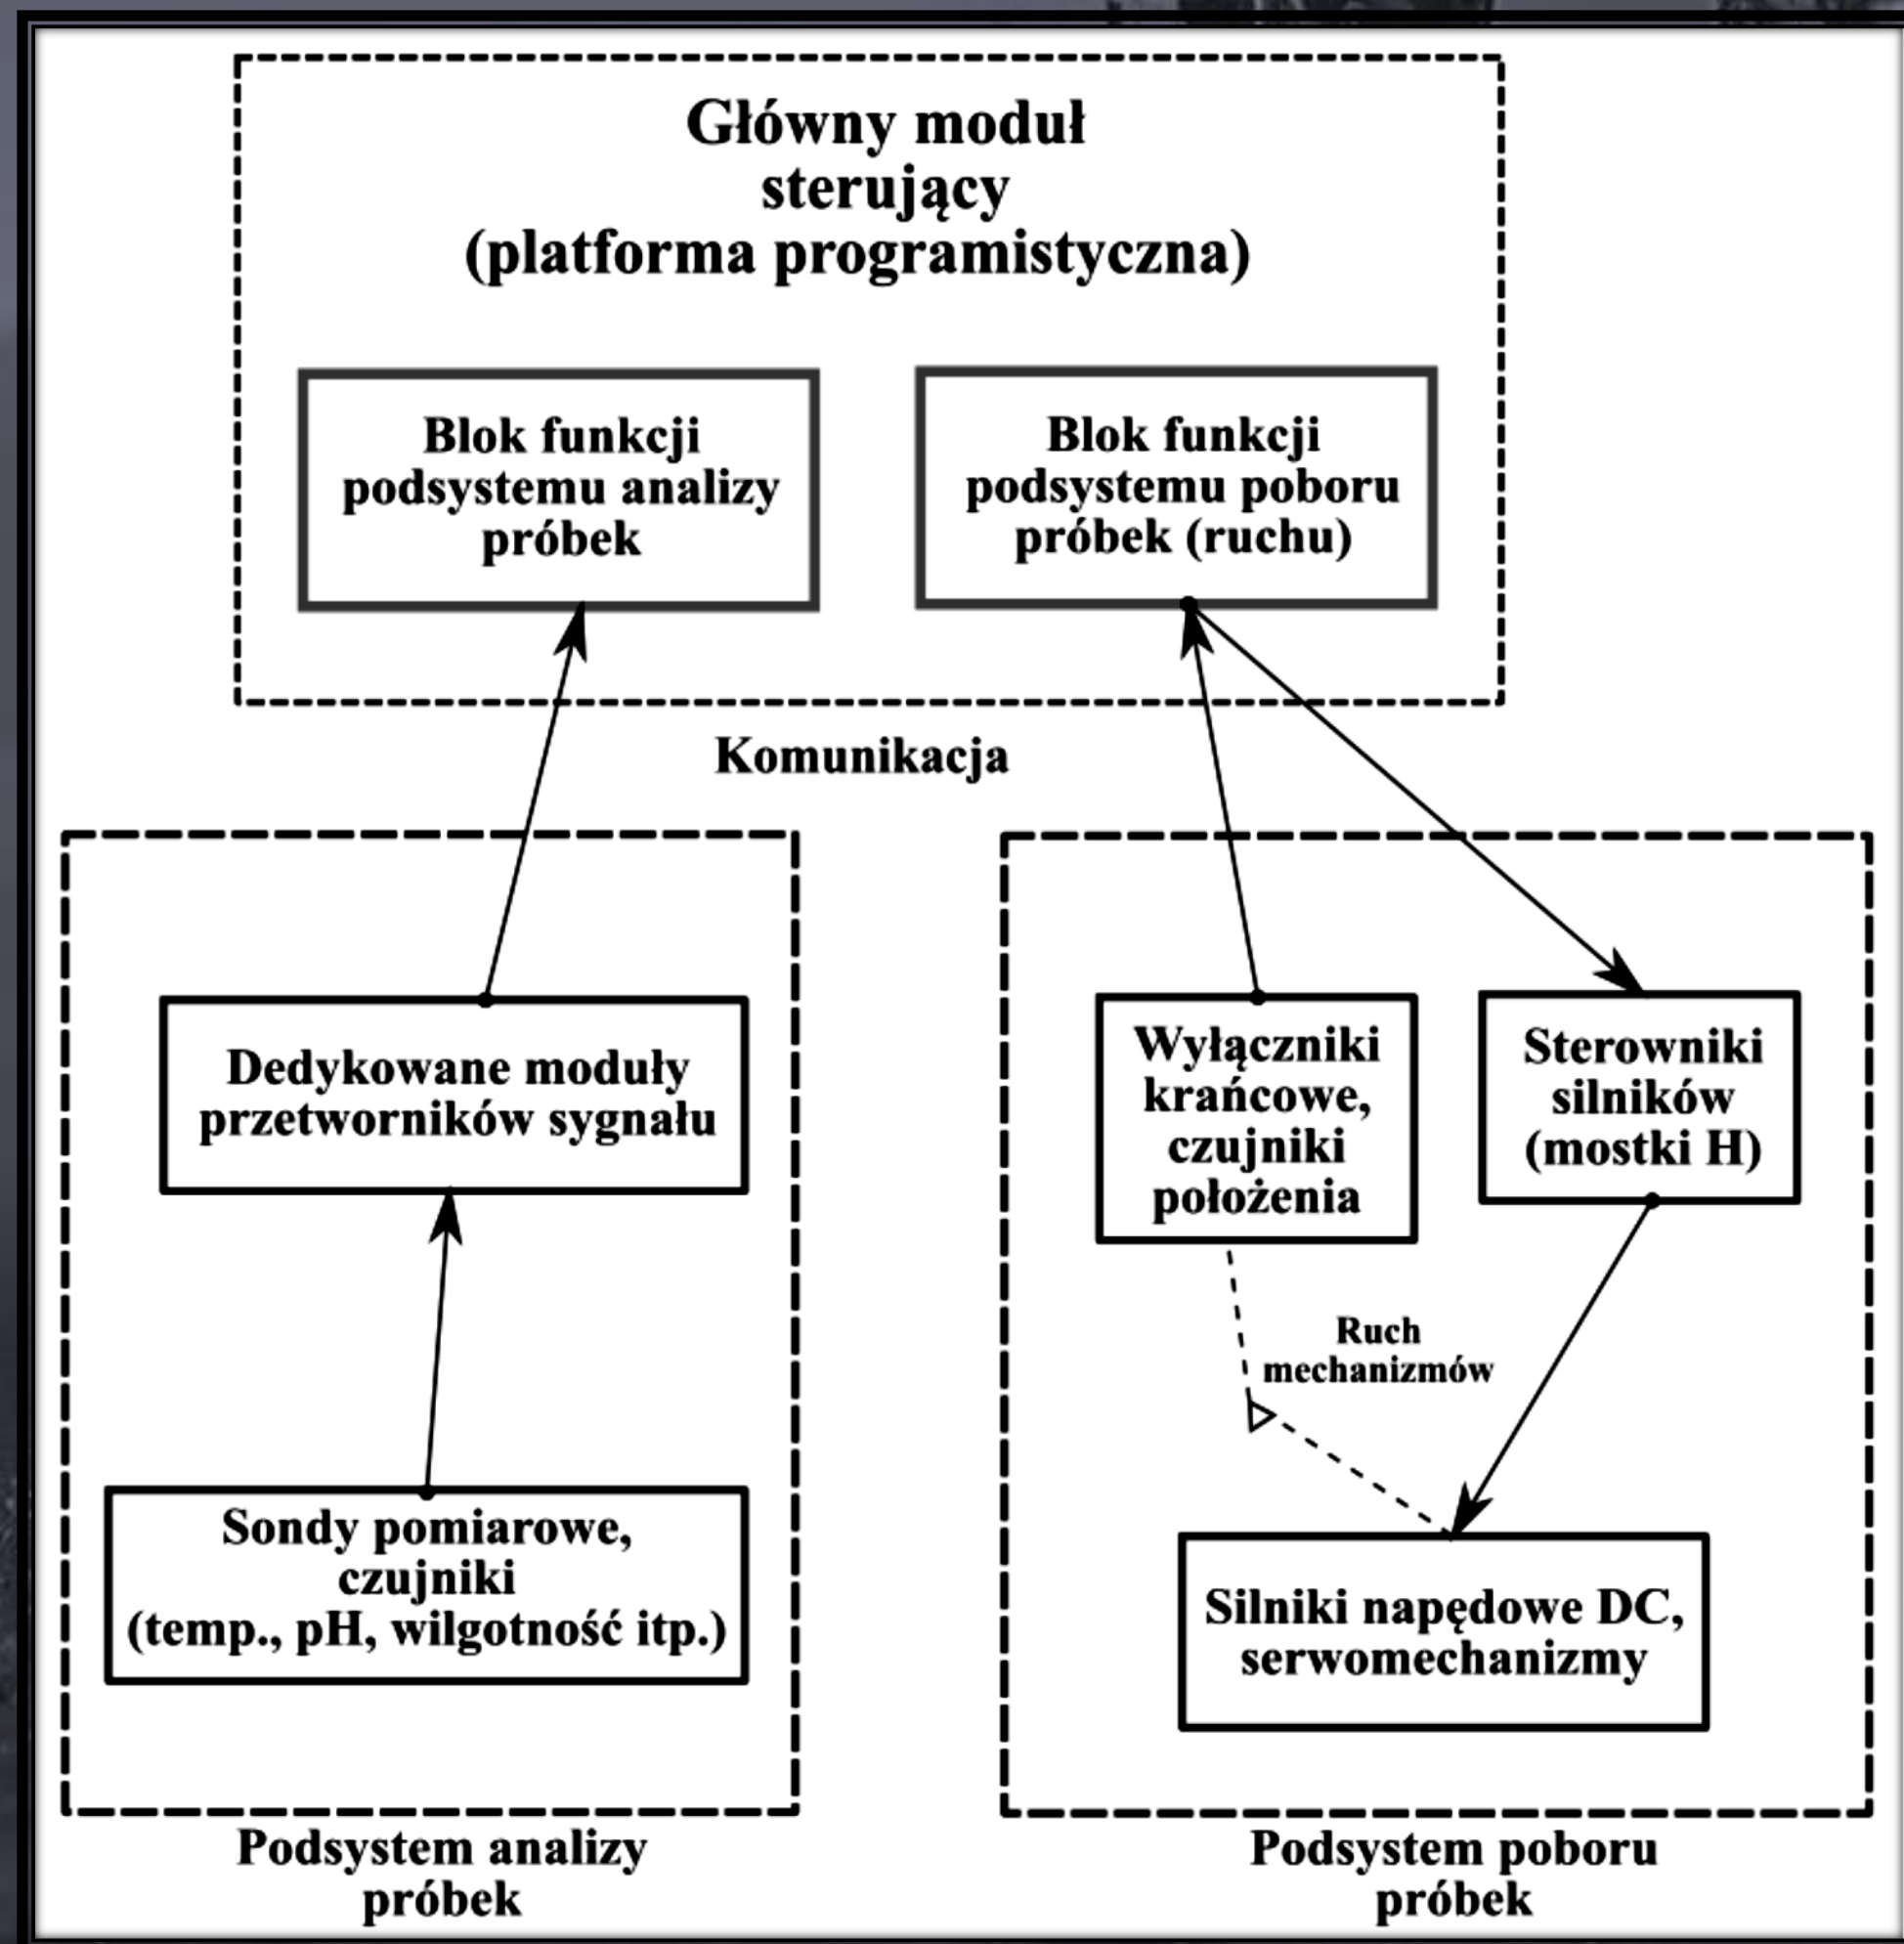 Główny moduł
sterujący
(platforma programistyczna)
Blok funkcji
podsystemu analizy
próbek
Blok funkcji
podsystemu poboru
próbek (ruchu)
Komunikacja
Dedykowane moduły
przetworników sygnału
Sondy pomiarowe,
czujniki
(temp., pH, wilgotność itp.)
Podsystem analizy
próbek
Wyłączniki
krańcowe,
czujniki
położenia
Sterowniki
silników
(mostki H)
Ruch
mechanizmów
Silniki napędowe DC,
serwomechanizmy
Podsystem poboru
próbek